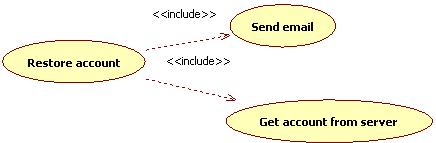 <<include>>
Send email
Restore account
<<include>>
Get account from server